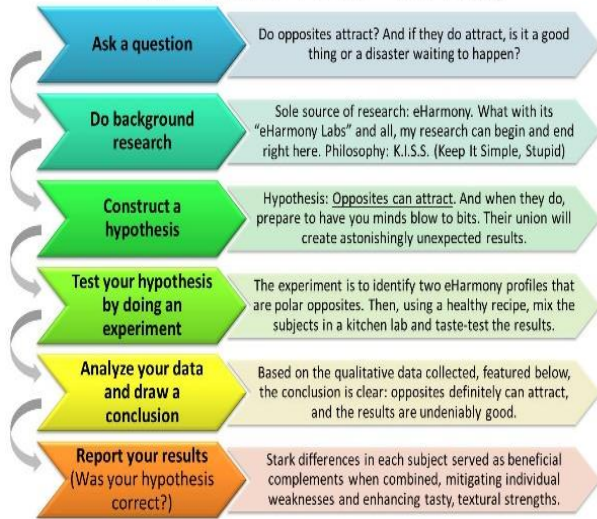 Ask a question
Do opposites attract? And if they do attract, is it a good
thing or a disaster waiting to happen?
Do background
research
Sole source of research: eHarmony. What with its
"eHarmony Labs" and all, my research can begin and end
right here. Philosophy: K.I.S.S. (Keep It Simple, Stupid)
Construct a
hypothesis
Hypothesis: Opposites can attract. And when they do,
prepare to have you minds blow to bits. Their union will
create astonishingly unexpected results.
Test your hypothesis
by doing an
experiment
The experiment is to identify two eHarmony profiles that
are polar opposites. Then, using a healthy recipe, mix the
subjects in a kitchen lab and taste-test the results.
Analyze your data
and draw a
conclusion
Based on the qualitative data collected, featured below,
the conclusion is clear: opposites definitely can attract,
and the results are undeniably good.
Report your results
(Was your hypothesis
correct?)
Stark differences in each subject served as beneficial
complements when combined, mitigating individual
weaknesses and enhancing tasty, textural strengths.